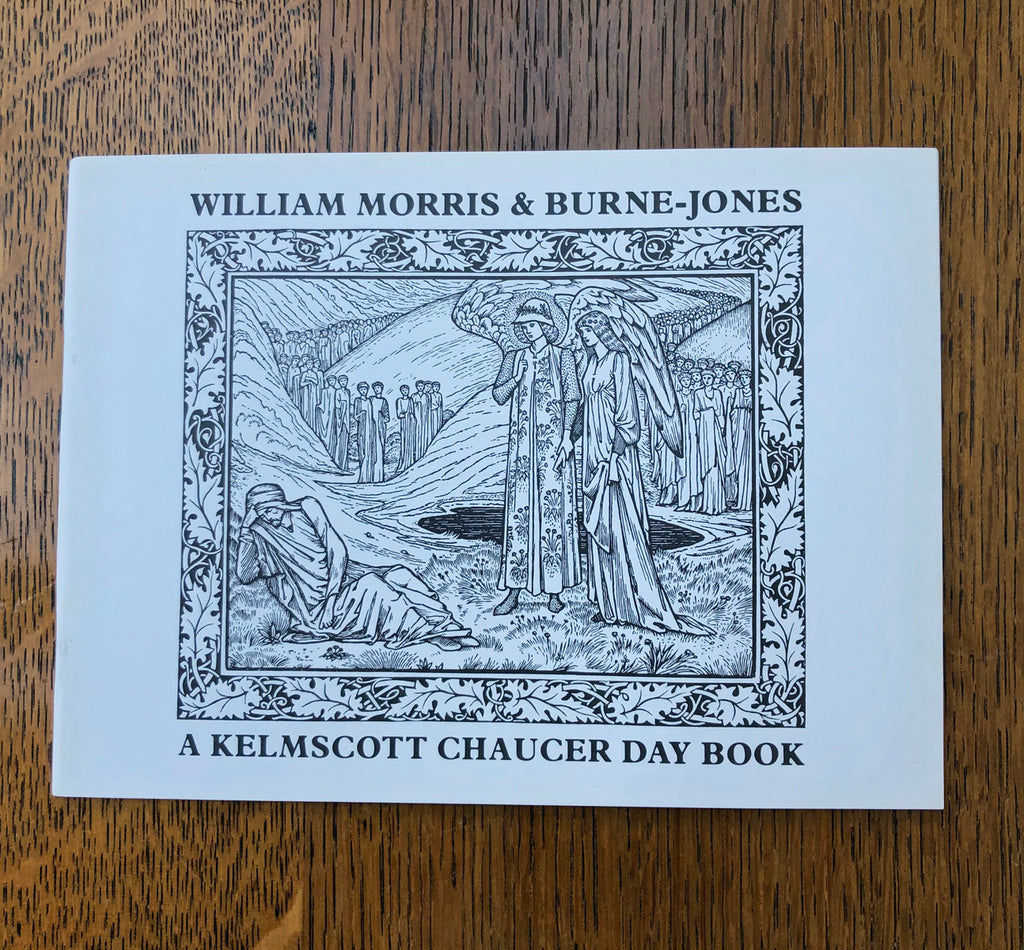 WILLIAM MORRIS & BURNE-JONES
A KELMSCOTT CHAUCER DAY BOOK